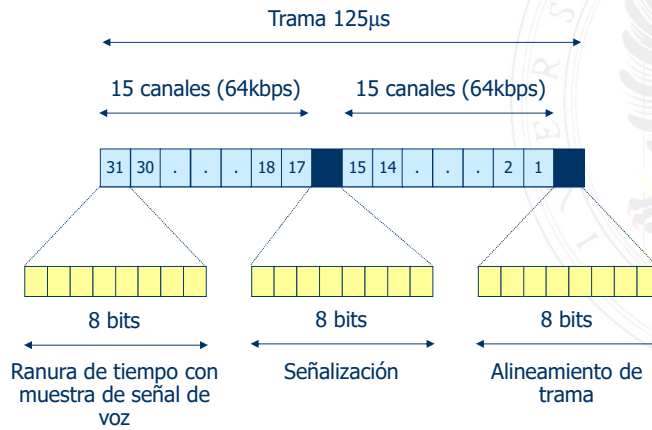 Trama 125μs
15 canales (64kbps)
15 canales (64kbps)
31 30 . . . 18 17 15 14 . . . 2 1
8 bits
8 bits
8 bits
Ranura de tiempo con
muestra de señal de
voz
Señalización
Alineamiento de
trama